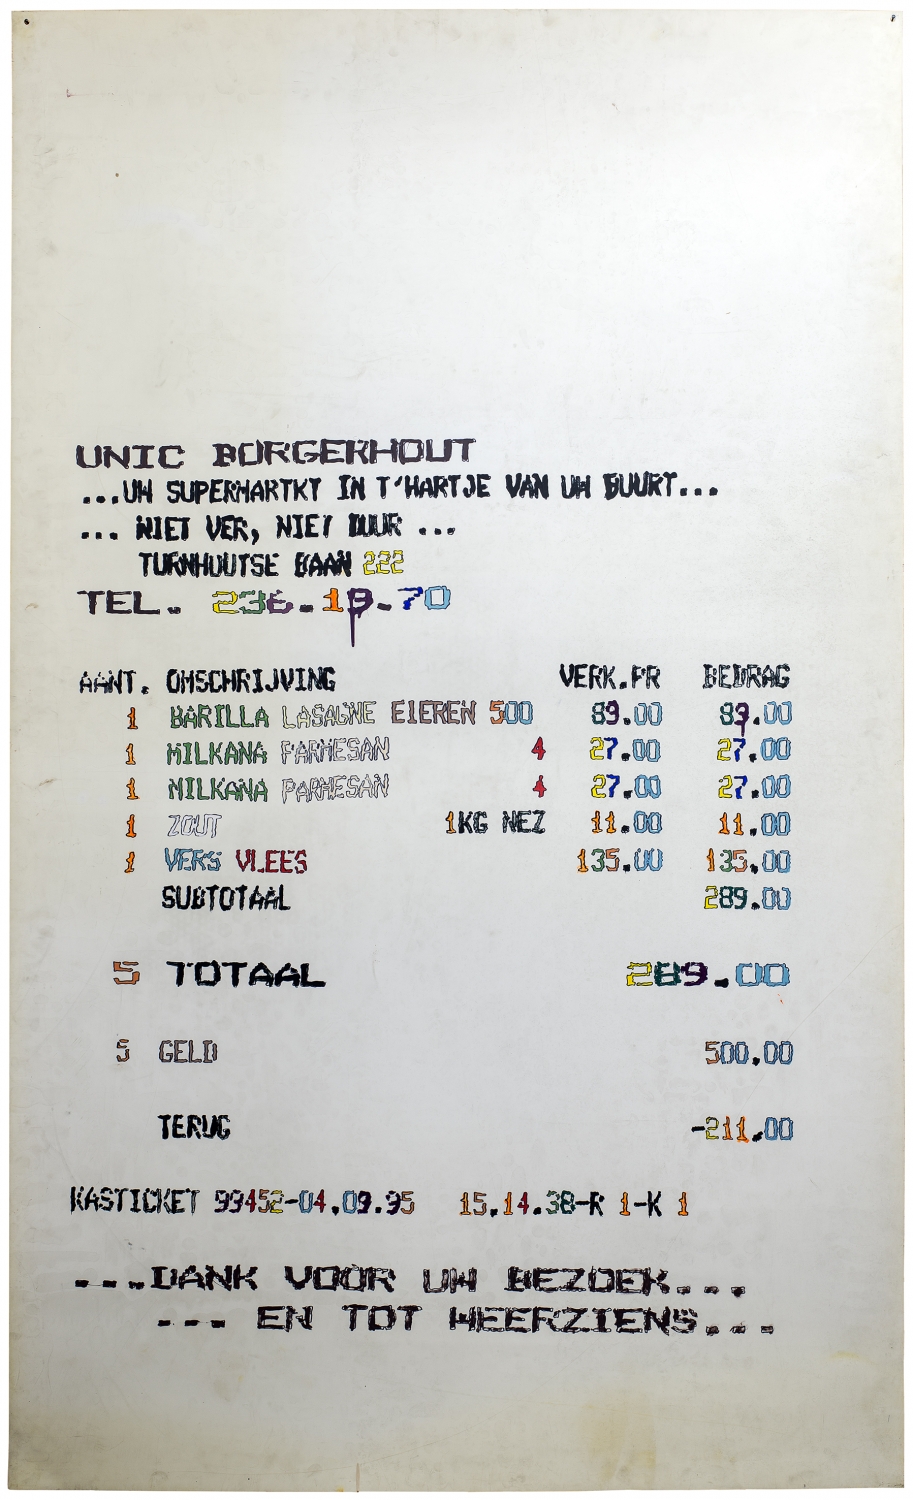 UNIC BORGERHOUT
...UW SUPERMARTKT IN T'HARTJE VAN UW BUURT...
... NIET VER, NIET DUUR ...
TURNHOUTSE BAAN 222
TEL. 236.19.70
AANT. OMSCHRIJVING VERK.PR BEDRAG
1 BARILLA LASAGNE EIEREN 500 89.00 89.00
1 MILKANA PARMESAN 4 27.00 27.00
1 MILKANA PARMESAN 4 27.00 27.00
1 ZOUT 1KG NEZ 11.00 11.00
1 VERS VLEES 135.00 135.00
SUBTOTAAL 289.00
5 TOTAAL 289.00
5 GELD 500.00
TERUG -211.00
KASTICKET 99452-04.09.95 15.14.38-R 1-K 1
...DANK VOOR UW BEZOEK...
... EN TOT WEERZIENS...